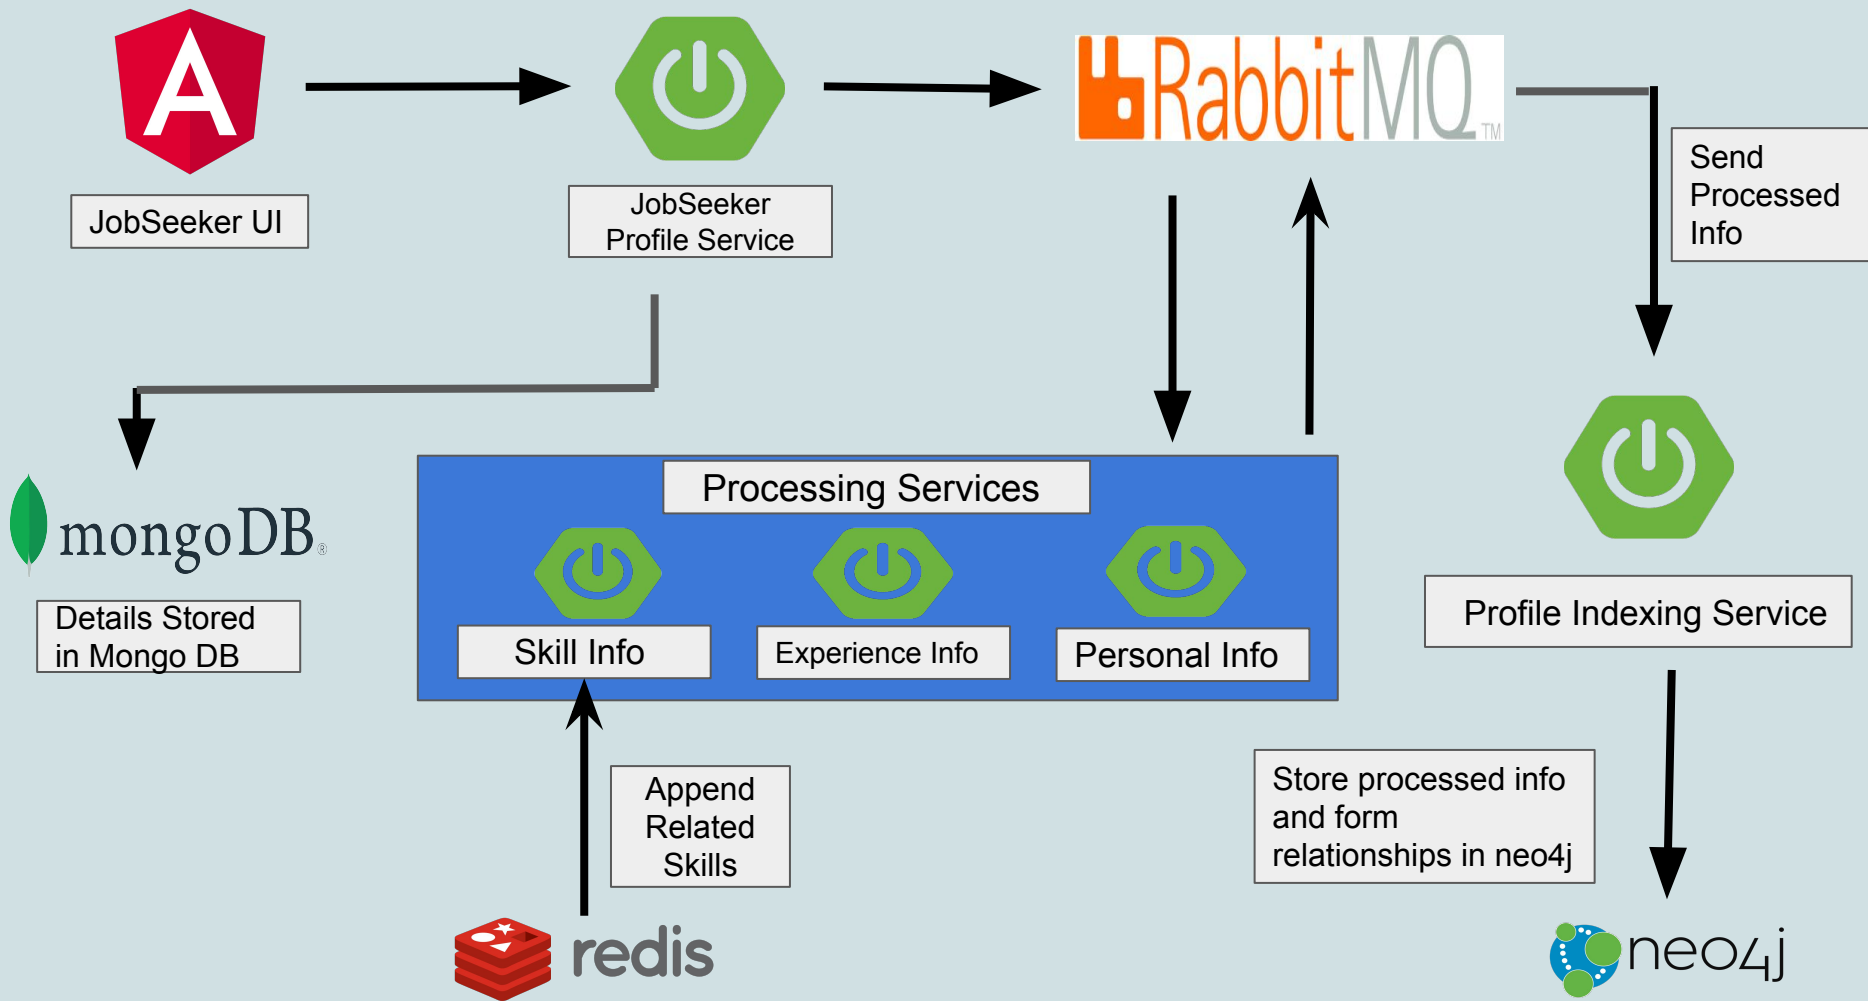 RabbitMQ TM
JobSeeker UI
JobSeeker
Profile Service
Send
Processed
Info
mongoDB®
Details Stored
in Mongo DB
Processing Services
Skill Info
Experience Info
Personal Info
Profile Indexing Service
Append
Related
Skills
Store processed info
and form
relationships in neo4j
redis
neo4j